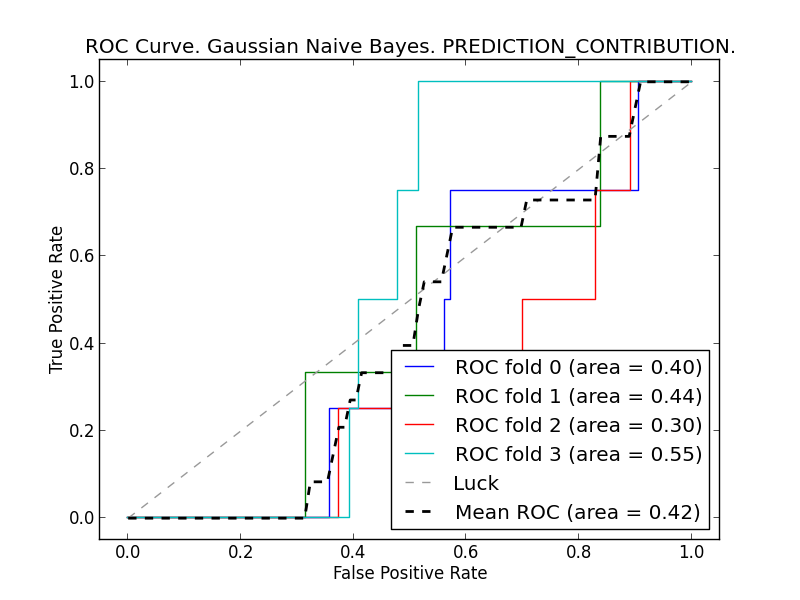 ROC Curve. Gaussian Naive Bayes. PREDICTION_CONTRIBUTION.
1.0
0.8
0.6
0.4
0.2
0.0
True Positive Rate
ROC fold 0 (area = 0.40)
ROC fold 1 (area = 0.44)
ROC fold 2 (area = 0.30)
ROC fold 3 (area = 0.55)
Luck
Mean ROC (area = 0.42)
0.0 0.2 0.4 0.6 0.8 1.0
False Positive Rate